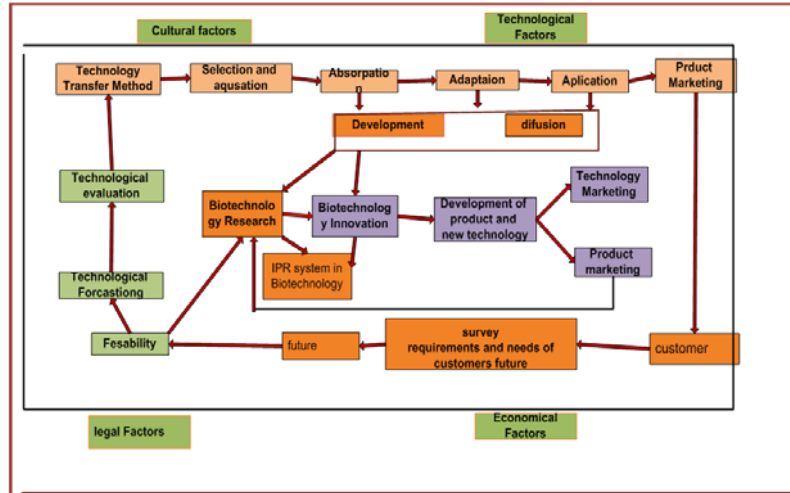 Cultural factors
Technological
Factors
Technology
Transfer Method
Selection and
aqusation
Absorpatio
n
Adaptaion
Aplication
Prduct
Marketing
Development
difusion
Technological
evaluation
Biotechnolo
gy Research
Biotechnolog
y Innovation
Development of
product and
new technology
Technology
Marketing
Product
marketing
IPR system in
Biotechnology
Technological
Forcastiong
Fesability
future
survey
requirements and needs of
customers future
customer
legal Factors
Economical
Factors